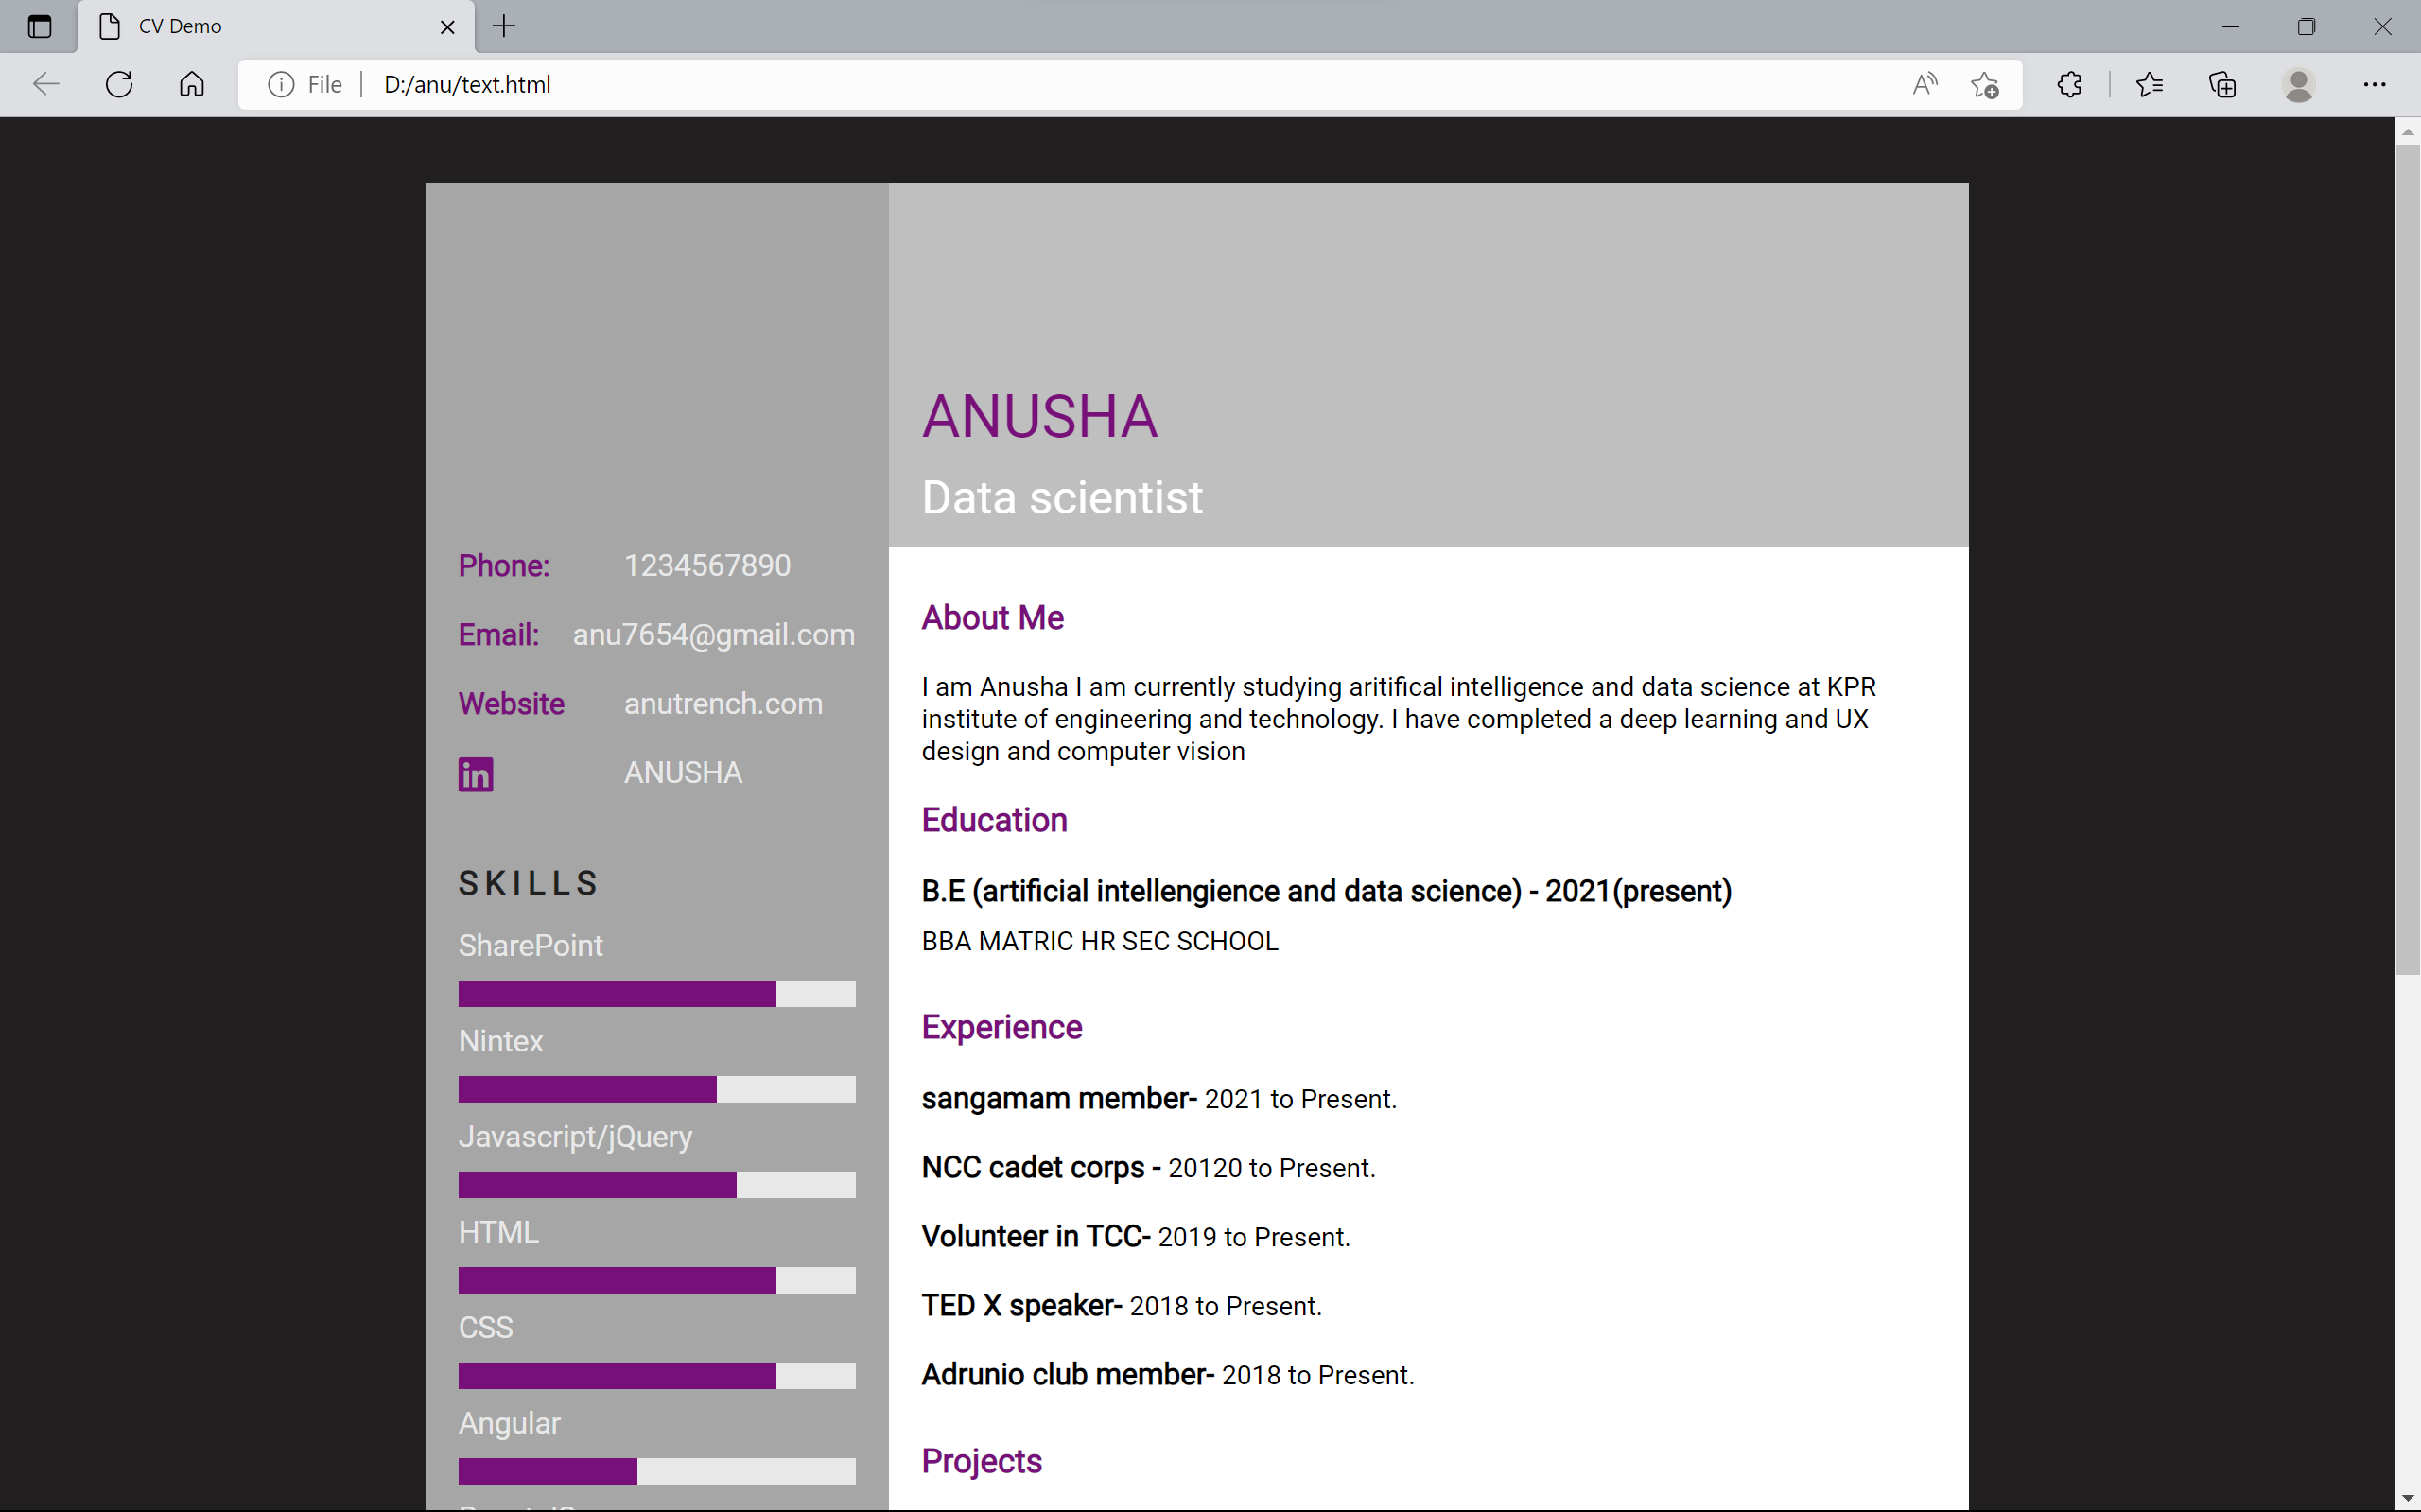 CV Demo
File D:/anu/text.html
ANUSHA
Data scientist
Phone: 1234567890
Email: anu7654@gmail.com
Website anutrench.com
in ANUSHA
SKILLS
SharePoint
Nintex
Javascript/jQuery
HTML
CSS
Angular
About Me
I am Anusha I am currently studying aritifical intelligence and data science at KPR
institute of engineering and technology. I have completed a deep learning and UX
design and computer vision
Education
B.E (artificial intellengience and data science) - 2021(present)
BBA MATRIC HR SEC SCHOOL
Experience
sangamam member- 2021 to Present.
NCC cadet corps - 20120 to Present.
Volunteer in TCC- 2019 to Present.
TED X speaker- 2018 to Present.
Adrunio club member- 2018 to Present.
Projects